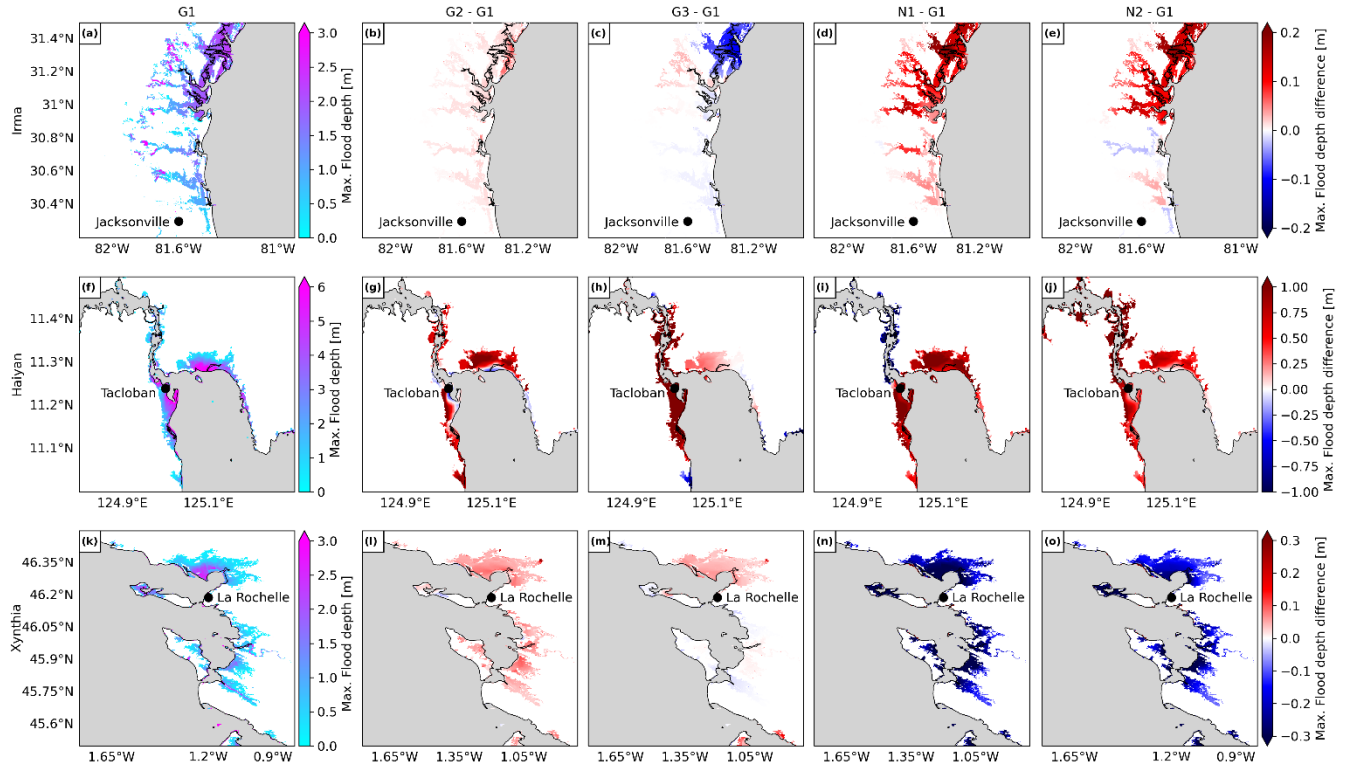 G1
G2 - G1
G3 - G1
N1 - G1
N2 - G1
Irma
31.4°N
31.2°N
31°N
30.8°N
30.6°N
30.4°N
(a)
Jacksonville
82°W
81.6°W
81°W
3.0
2.5
2.0
1.5
1.0
0.5
0.0
Max. Flood depth [m]
(b)
Jacksonville
82°W
81.6°W
81.2°W
(c)
Jacksonville
82°W
81.6°W
81.2°W
(d)
Jacksonville
82°W
81.6°W
81.2°W
(e)
Jacksonville
82°W
81.6°W
81°W
0.2
0.1
0.0
−0.1
−0.2
Max. Flood depth difference [m]
Haiyan
11.4°N
11.3°N
11.2°N
11.1°N
(f)
Tacloban
124.9°E
125.1°E
6
5
4
3
2
1
0
Max. Flood depth [m]
(g)
Tacloban
124.9°E
125.1°E
(h)
Tacloban
124.9°E
125.1°E
(i)
Tacloban
124.9°E
125.1°E
(j)
Tacloban
124.9°E
125.1°E
1.00
0.75
0.50
0.25
0.00
−0.25
−0.50
−0.75
−1.00
Max. Flood depth difference [m]
Xynthia
46.35°N
46.2°N
46.05°N
45.9°N
45.75°N
45.6°N
(k)
La Rochelle
1.65°W
1.2°W
0.9°W
3.0
2.5
2.0
1.5
1.0
0.5
0.0
Max. Flood depth [m]
(l)
La Rochelle
1.65°W
1.35°W
1.05°W
(m)
La Rochelle
1.65°W
1.35°W
1.05°W
(n)
La Rochelle
1.65°W
1.35°W
1.05°W
(o)
La Rochelle
1.65°W
1.2°W
0.9°W
0.3
0.2
0.1
0.0
−0.1
−0.2
−0.3
Max. Flood depth difference [m]